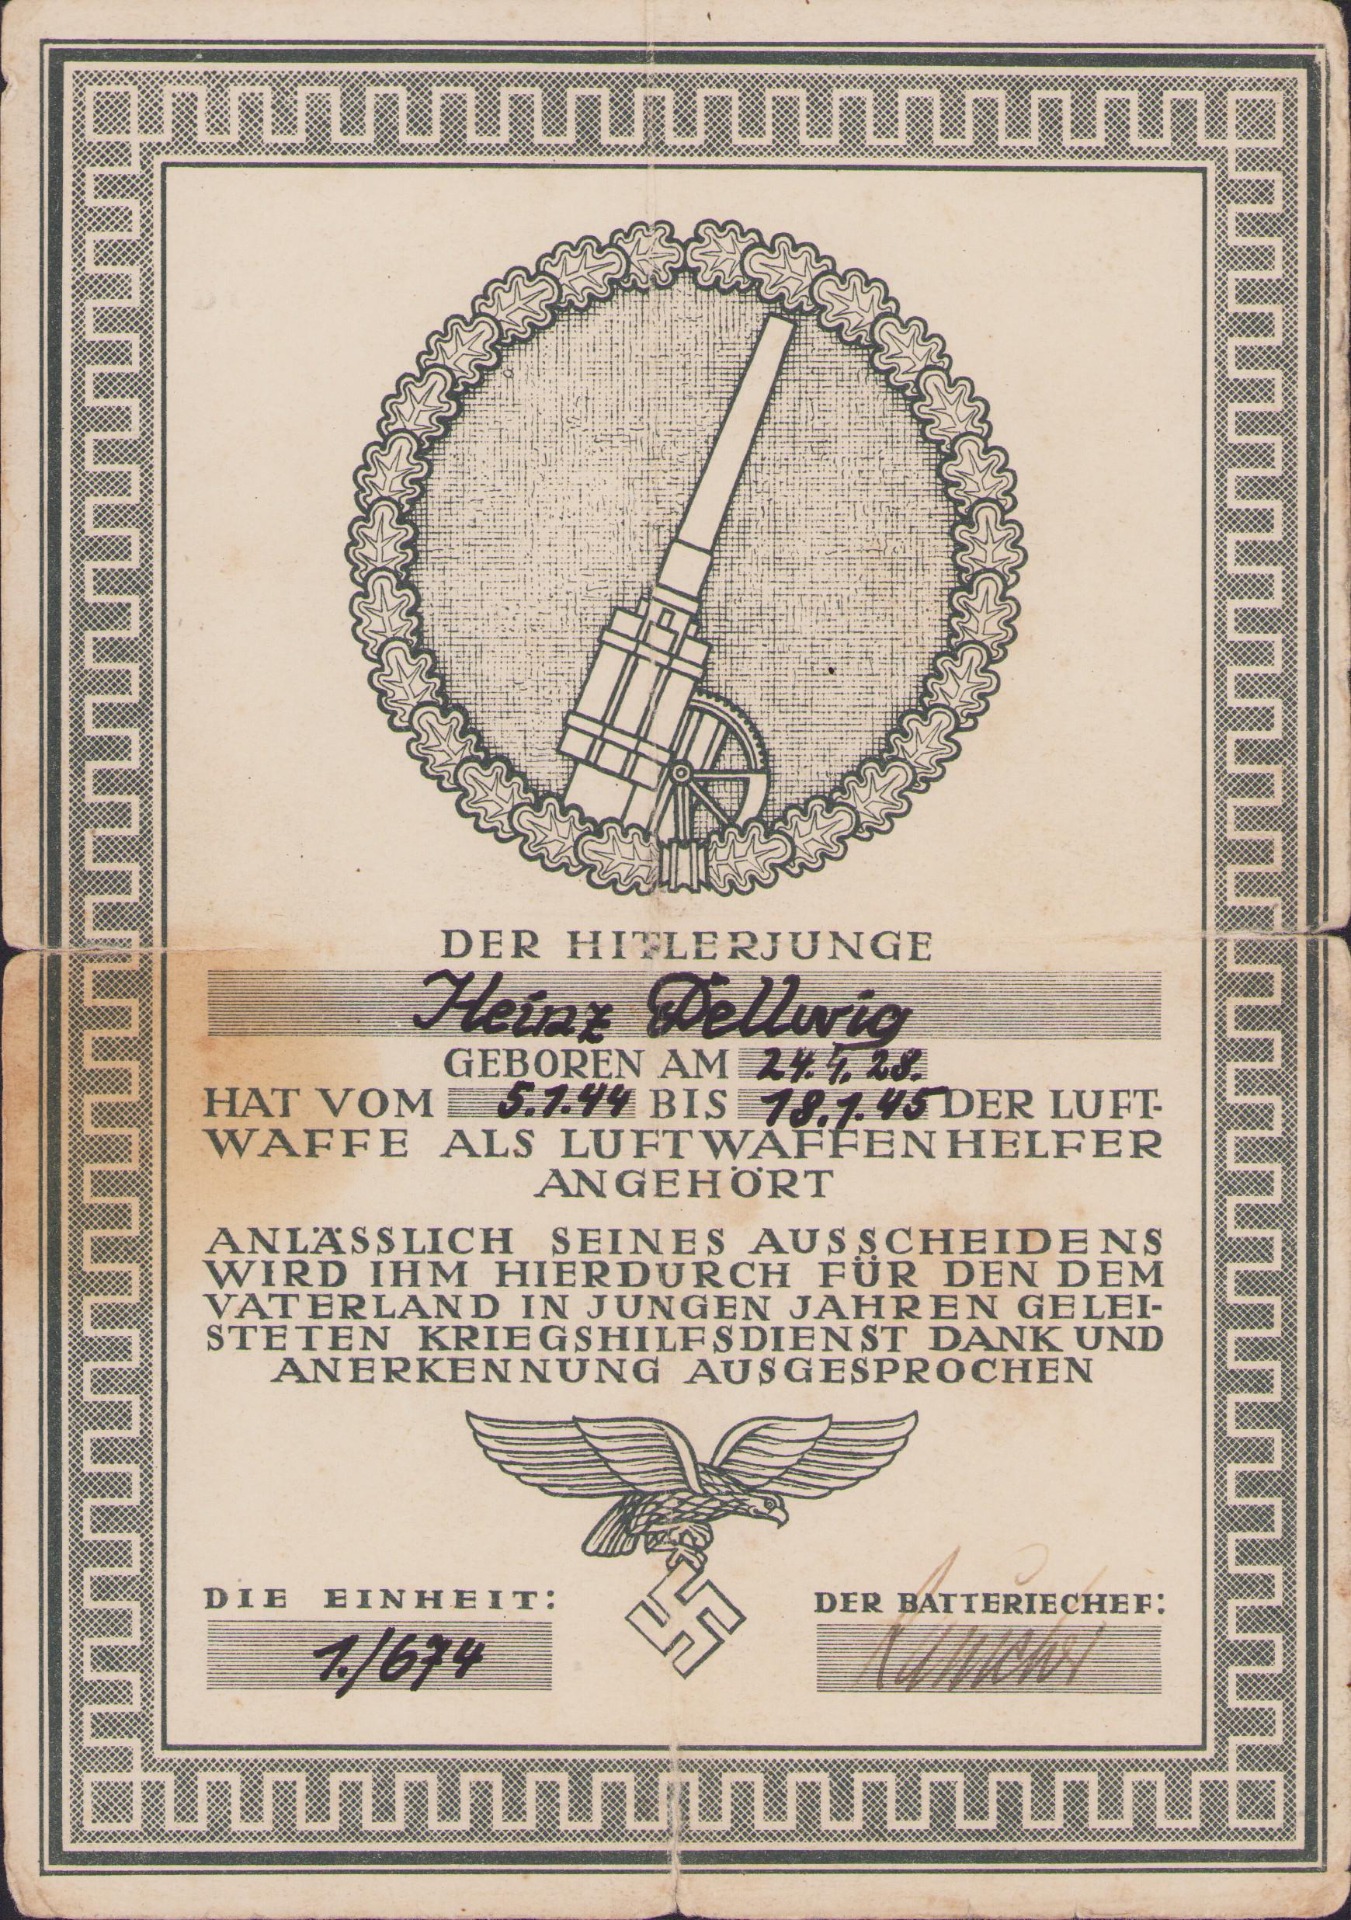 DER HITLERJUNGE
Heinz Dellwig
GEBOREN AM 24.1.28.
HAT VOM 5.1.44 BIS 18.1.45 DER LUFT-
WAFFE ALS LUFTWAFFENHELFER
ANGEHÖRT
ANLÄSSLICH SEINES AUSSCHEIDENS
WIRD IHM HIERDURCH FÜR DEN DEM
VATERLAND IN JUNGEN JAHREN GELEI-
STETEN KRIEGSHILFSDIENST DANK UND
ANERKENNUNG AUSGESPROCHEN
DIE EINHEIT: DER BATTERIECHEF:
1./674